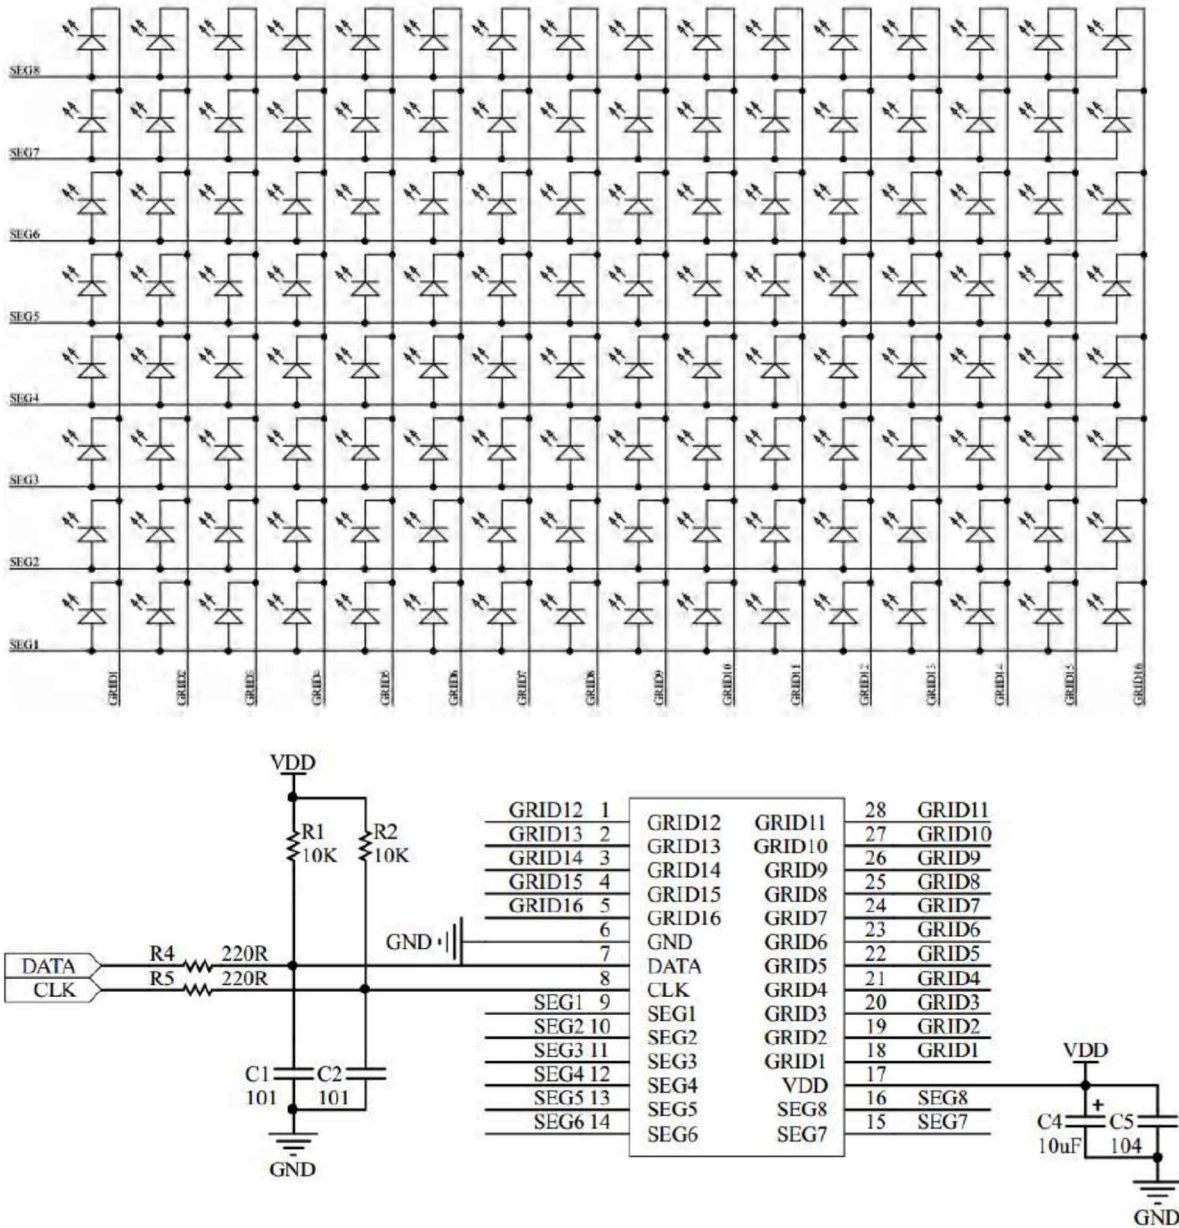 SEG8
SEG7
SEG6
SEG5
SEG4
SEG3
SEG2
SEG1
GRID1 GRID2 GRID3 GRID4 GRID5 GRID6 GRID7 GRID8 GRID9 GRID10 GRID11 GRID12 GRID13 GRID14 GRID15 GRID16
VDD
R1 R2
10K 10K
R4 220R
DATA
R5 220R
CLK
C1 C2
101 101
GND
GND
GRID12 1 GRID12 GRID11 28 GRID11
GRID13 2 GRID13 GRID10 27 GRID10
GRID14 3 GRID14 GRID9 26 GRID9
GRID15 4 GRID15 GRID8 25 GRID8
GRID16 5 GRID16 GRID7 24 GRID7
6 GND GRID6 23 GRID6
7 DATA GRID5 22 GRID5
8 CLK GRID4 21 GRID4
SEG1 9 SEG1 GRID3 20 GRID3
SEG2 10 SEG2 GRID2 19 GRID2
SEG3 11 SEG3 GRID1 18 GRID1
SEG4 12 SEG4 VDD 17
SEG5 13 SEG5 SEG8 16 SEG8
SEG6 14 SEG6 SEG7 15 SEG7
VDD
+
C4 C5
10uF 104
GND